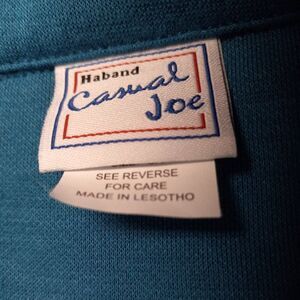 Haband
Casual
Joe
SEE REVERSE
FOR CARE
MADE IN LESOTHO